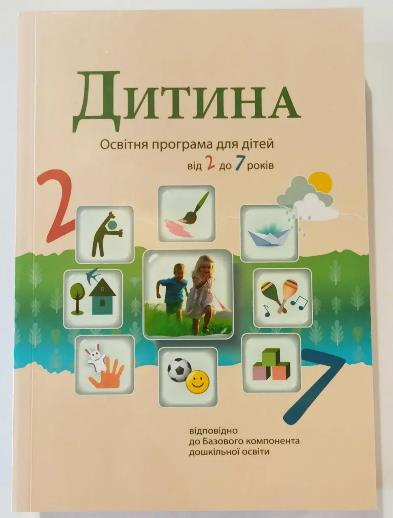 ДИТИНА
Освітня програма для дітей
від 2 до 7 років
2
7
відповідно
до Базового компонента
дошкільної освіти